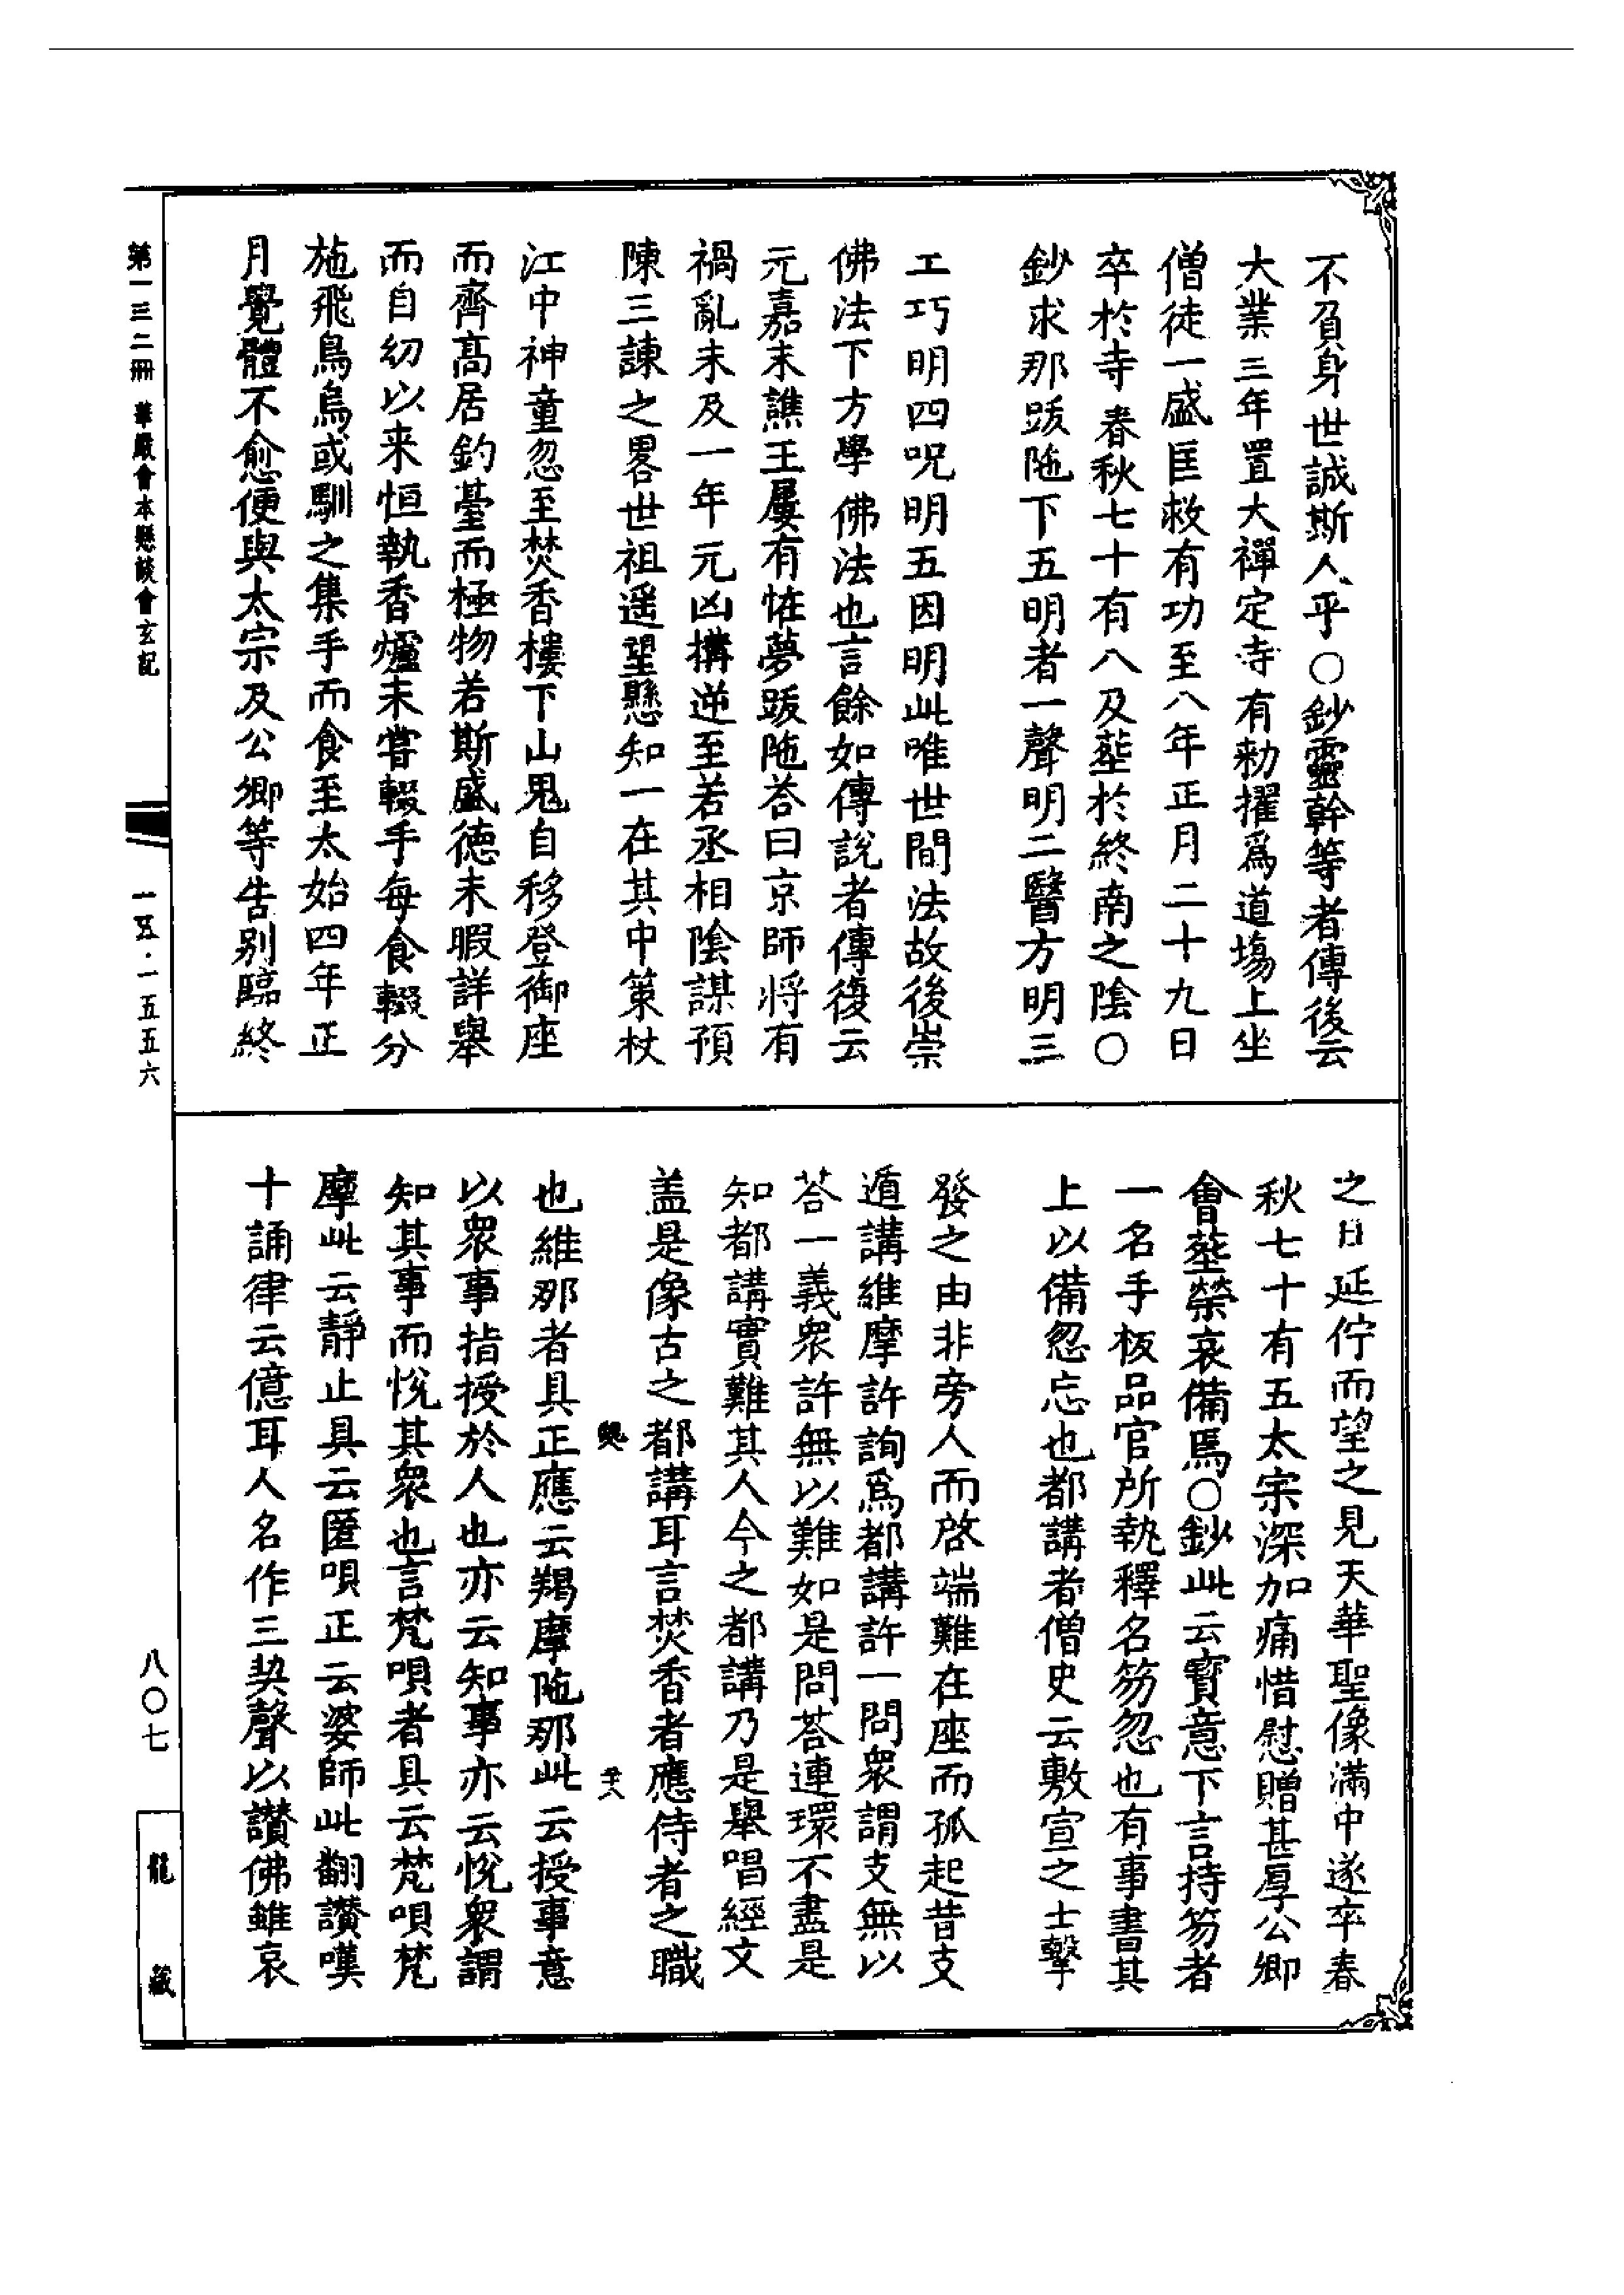 不負身世誠斯人乎○鈔靈幹等者傳後云
大業三年置大禪定寺有勑擢爲道場上坐
僧徒一盛匡救有功至八年正月二十九日
卒於寺春秋七十有八及塟於終南之陰○
鈔求那跋陁下五明者一聲明二醫方明三
工巧明四呪明五因明此唯世間法故後崇
佛法下方學佛法也言餘如傳說者傳後云
元嘉末譙王屢有恠夢跋陁荅曰京師將有
禍亂未及一年元凶搆逆至若丞相陰謀預
陳三諫之畧世祖遥望懸知一在其中策杖
江中神童忽至焚香樓下山鬼自移登御座
而齊高居釣臺而極物若斯盛德未暇詳舉
而自幼以来恒執香爐未甞輟手每食輟分
施飛鳥烏或馴之集手而食至太始四年正
月覺體不愈便與太宗及公卿等告别臨終
之日延佇而望之見天華聖像滿中遂卒春
秋七十有五太宗深加痛惜慰贈甚厚公卿
會塟榮哀備焉○鈔此云寳意下言持笏者
一名手板品官所執釋名笏忽也有事書其
上以備忽忘也都講者僧史云敷宣之士擊
發之由非旁人而啓端難在座而孤起昔支
遁講維摩許詢爲都講許一問衆謂支無以
荅一義衆許無以難如是問荅連環不盡是
知都講實難其人今之都講乃是舉唱經文
盖是像古之都講耳言焚香者應侍者之職
也維那者具正應云羯摩陁那此云授事意
以衆事指授於人也亦云知事亦云悅衆謂
知其事而悅其衆也言梵唄者具云梵唄梵
摩此云靜止具云匿唄正云婆師此翻讃嘆
十誦律云億耳人名作三契聲以讃佛雖哀
第一三二冊 華嚴會本懸談會玄記
一五·一五五六
八〇七
龍藏